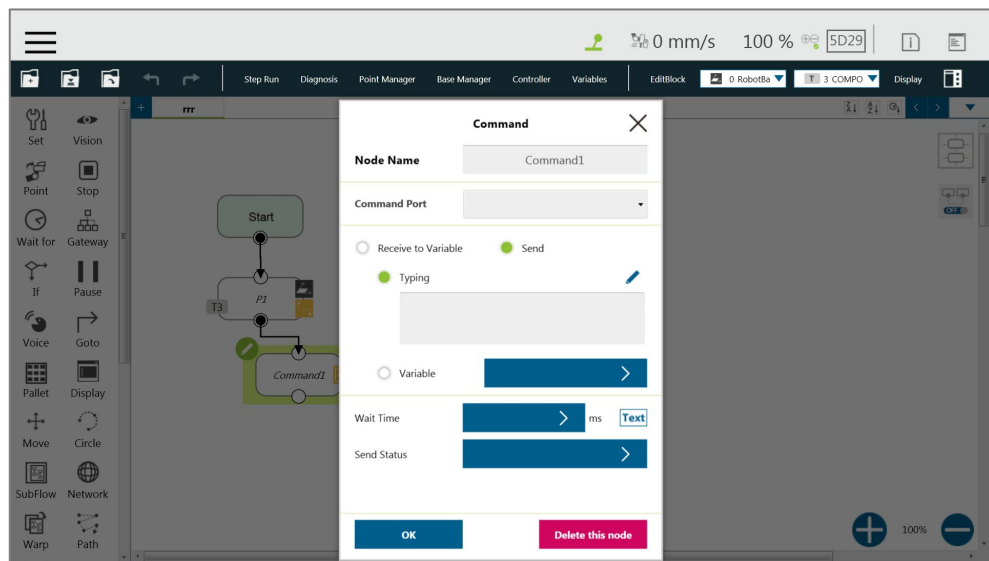 0 mm/s 100 % 5D29
Step Run Diagnosis Point Manager Base Manager Controller Variables EditBlock 0 RobotBa T 3 COMPO Display
rrr
Set Vision
Point Stop
Wait for Gateway
If Pause
Voice Goto
Pallet Display
Move Circle
SubFlow Network
Warp Path
Start
P1
T3
Command1
Command
Node Name Command1
Command Port
Receive to Variable Send
Typing
Variable
Wait Time ms Text
Send Status
OK Delete this node
OFF
100%